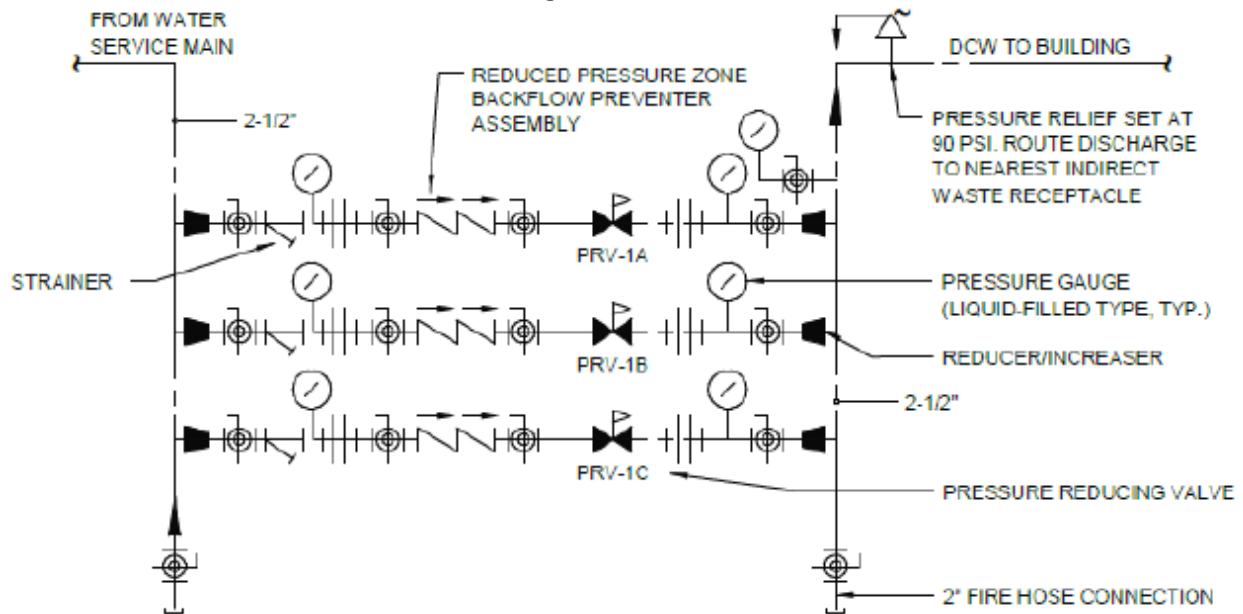 FROM WATER
SERVICE MAIN
2-1/2"
REDUCED PRESSURE ZONE
BACKFLOW PREVENTER
ASSEMBLY
DCW TO BUILDING
PRESSURE RELIEF SET AT
90 PSI. ROUTE DISCHARGE
TO NEAREST INDIRECT
WASTE RECEPTACLE
PRV-1A
STRAINER
PRESSURE GAUGE
(LIQUID-FILLED TYPE, TYP.)
PRV-1B
REDUCER/INCREASER
2-1/2"
PRV-1C
PRESSURE REDUCING VALVE
2" FIRE HOSE CONNECTION